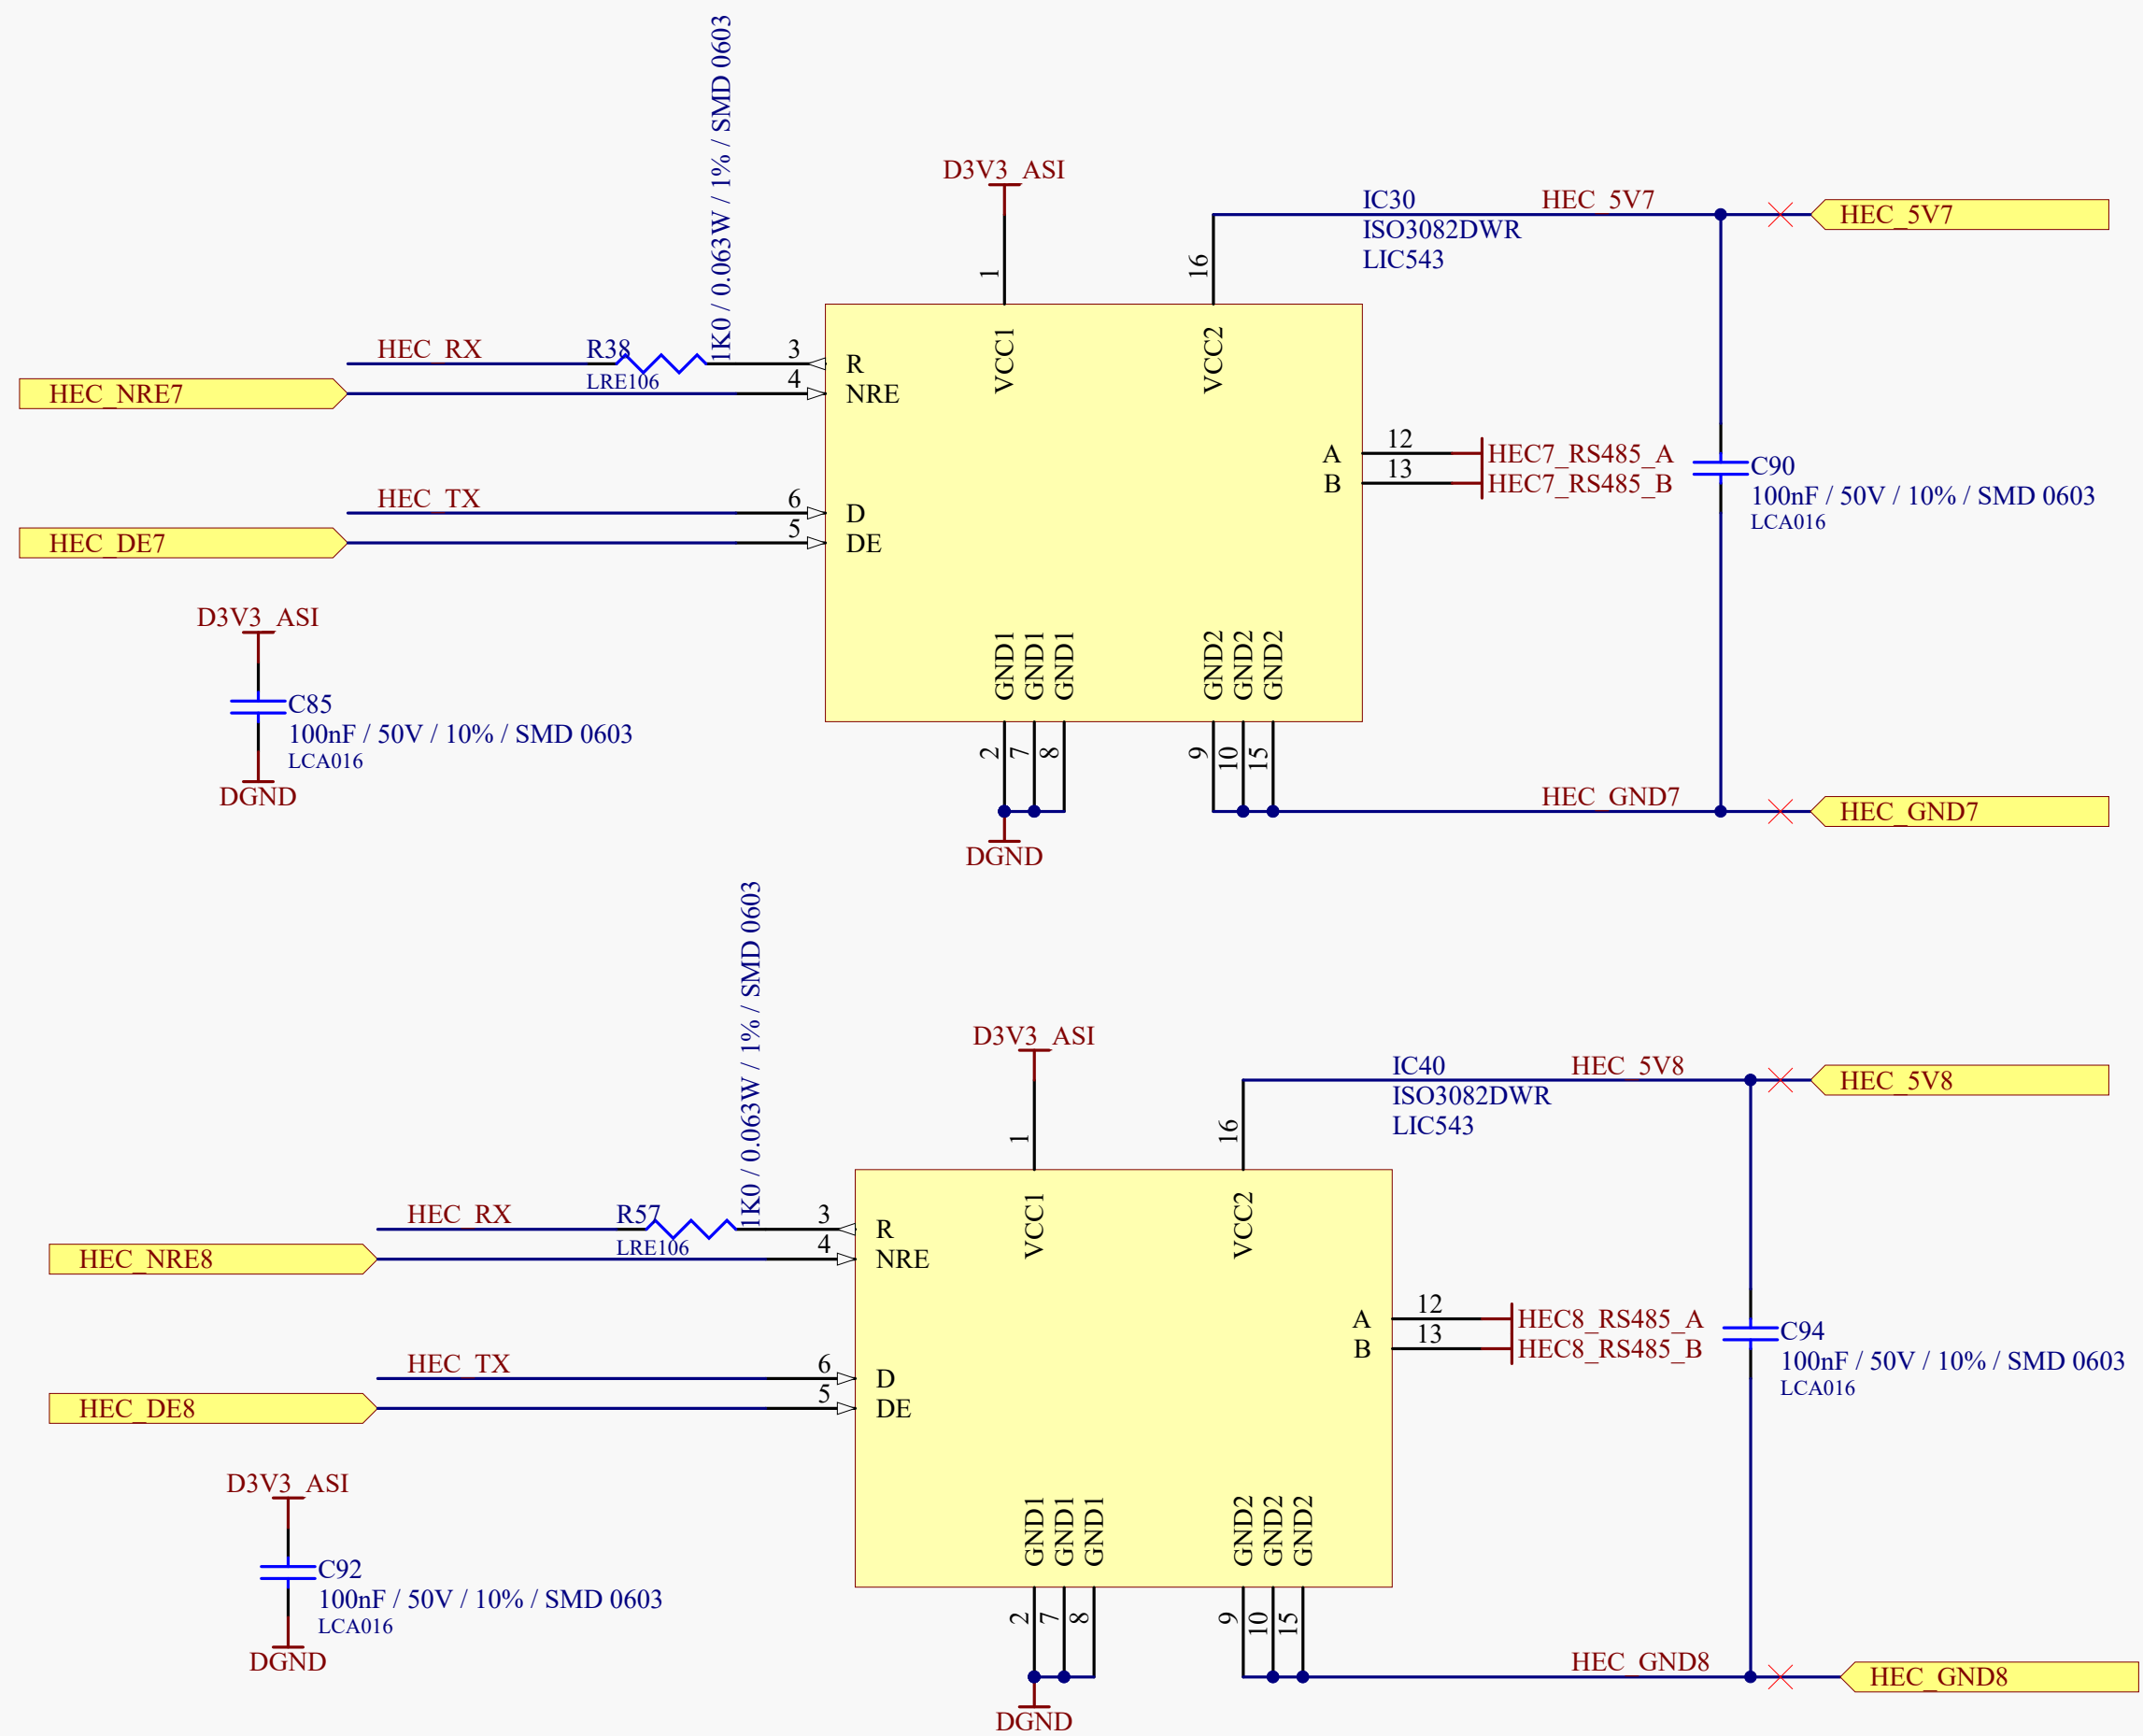 1K0 / 0.063W / 1% / SMD 0603
D3V3_ASI
IC30
HEC_5V7
HEC_5V7
ISO3082DWR
LIC543
1
16
HEC_RX
R38
LRE106
3
R
VCC1
VCC2
HEC_NRE7
4
NRE
A
12
HEC7_RS485_A
B
13
HEC7_RS485_B
C90
100nF / 50V / 10% / SMD 0603
LCA016
HEC_TX
6
D
HEC_DE7
5
DE
D3V3_ASI
C85
100nF / 50V / 10% / SMD 0603
LCA016
DGND
GND1
GND1
GND1
GND2
GND2
GND2
2
7
8
9
10
15
HEC_GND7
HEC_GND7
DGND
1K0 / 0.063W / 1% / SMD 0603
D3V3_ASI
IC40
HEC_5V8
HEC_5V8
ISO3082DWR
LIC543
1
16
HEC_RX
R57
LRE106
3
R
VCC1
VCC2
HEC_NRE8
4
NRE
A
12
HEC8_RS485_A
B
13
HEC8_RS485_B
C94
100nF / 50V / 10% / SMD 0603
LCA016
HEC_TX
6
D
HEC_DE8
5
DE
D3V3_ASI
C92
100nF / 50V / 10% / SMD 0603
LCA016
DGND
GND1
GND1
GND1
GND2
GND2
GND2
2
7
8
9
10
15
HEC_GND8
HEC_GND8
DGND